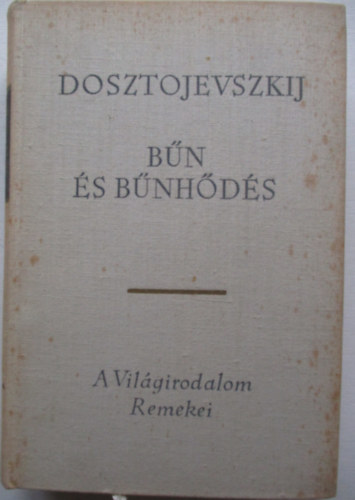 DOSZTOJEVSZKIJ
BŰN
ÉS BŰNHŐDÉS
A Világirodalom
Remekei